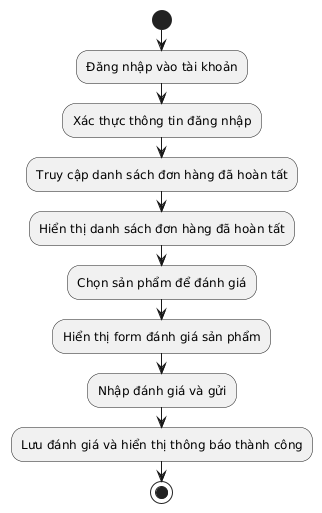 Đăng nhập vào tài khoản
Xác thực thông tin đăng nhập
Truy cập danh sách đơn hàng đã hoàn tất
Hiển thị danh sách đơn hàng đã hoàn tất
Chọn sản phẩm để đánh giá
Hiển thị form đánh giá sản phẩm
Nhập đánh giá và gửi
Lưu đánh giá và hiển thị thông báo thành công